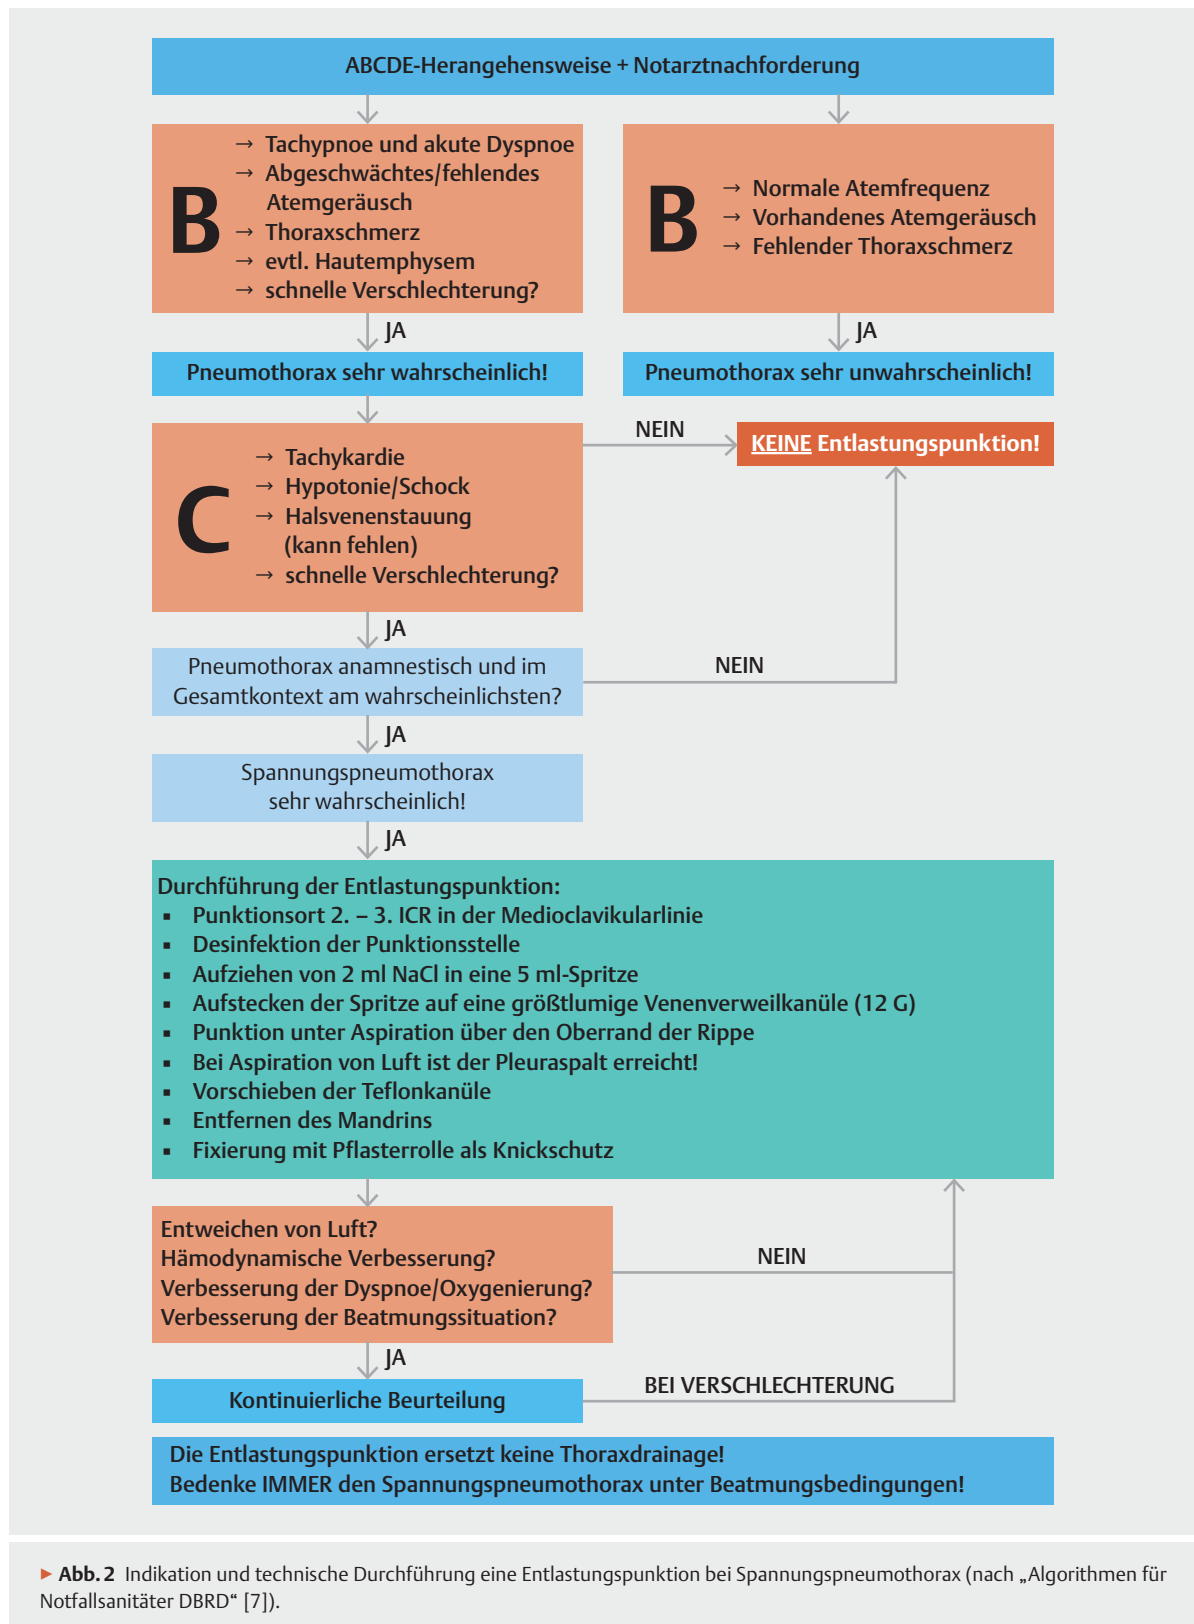 ABCDE-Herangehensweise + Notarztnachforderung
B
→ Tachypnoe und akute Dyspnoe
→ Abgeschwächtes/fehlendes
Atemgeräusch
→ Thoraxschmerz
→ evtl. Hautemphysem
→ schnelle Verschlechterung?
B
→ Normale Atemfrequenz
→ Vorhandenes Atemgeräusch
→ Fehlender Thoraxschmerz
JA
JA
Pneumothorax sehr wahrscheinlich!
Pneumothorax sehr unwahrscheinlich!
C
→ Tachykardie
→ Hypotonie/Schock
→ Halsvenenstauung
(kann fehlen)
→ schnelle Verschlechterung?
NEIN
KEINE Entlastungspunktion!
JA
Pneumothorax anamnestisch und im
Gesamtkontext am wahrscheinlichsten?
NEIN
JA
Spannungspneumothorax
sehr wahrscheinlich!
JA
Durchführung der Entlastungspunktion:
▪ Punktionsort 2. – 3. ICR in der Medioclavikularlinie
▪ Desinfektion der Punktionsstelle
▪ Aufziehen von 2 ml NaCl in eine 5 ml-Spritze
▪ Aufstecken der Spritze auf eine größtlumige Venenverweilkanüle (12 G)
▪ Punktion unter Aspiration über den Oberrand der Rippe
▪ Bei Aspiration von Luft ist der Pleuraspalt erreicht!
▪ Vorschieben der Teflonkanüle
▪ Entfernen des Mandrins
▪ Fixierung mit Pflasterrolle als Knickschutz
Entweichen von Luft?
Hämodynamische Verbesserung?
Verbesserung der Dyspnoe/Oxygenierung?
Verbesserung der Beatmungssituation?
NEIN
JA
Kontinuierliche Beurteilung
BEI VERSCHLECHTERUNG
Die Entlastungspunktion ersetzt keine Thoraxdrainage!
Bedenke IMMER den Spannungspneumothorax unter Beatmungsbedingungen!
▶ Abb. 2 Indikation und technische Durchführung eine Entlastungspunktion bei Spannungspneumothorax (nach „Algorithmen für
Notfallsanitäter DBRD“ [7]).